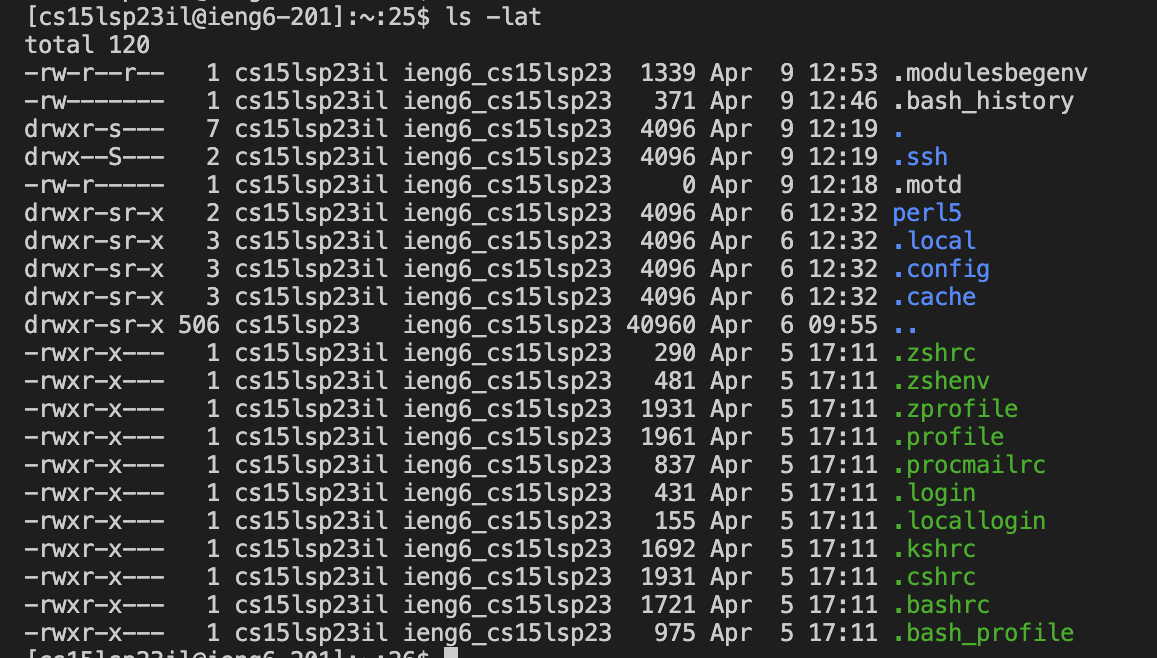 [cs15lsp23il@ieng6-201]:~:25$ ls -lat
total 120
-rw-r--r--   1 cs15lsp23il ieng6_cs15lsp23  1339 Apr  9 12:53 .modulesbegenv
-rw-------   1 cs15lsp23il ieng6_cs15lsp23   371 Apr  9 12:46 .bash_history
drwxr-s---   7 cs15lsp23il ieng6_cs15lsp23  4096 Apr  9 12:19 .
drwx--S---   2 cs15lsp23il ieng6_cs15lsp23  4096 Apr  9 12:19 .ssh
-rw-r-----   1 cs15lsp23il ieng6_cs15lsp23     0 Apr  9 12:18 .motd
drwxr-sr-x   2 cs15lsp23il ieng6_cs15lsp23  4096 Apr  6 12:32 perl5
drwxr-sr-x   3 cs15lsp23il ieng6_cs15lsp23  4096 Apr  6 12:32 .local
drwxr-sr-x   3 cs15lsp23il ieng6_cs15lsp23  4096 Apr  6 12:32 .config
drwxr-sr-x   3 cs15lsp23il ieng6_cs15lsp23  4096 Apr  6 12:32 .cache
drwxr-sr-x 506 cs15lsp23   ieng6_cs15lsp23 40960 Apr  6 09:55 ..
-rwxr-x---   1 cs15lsp23il ieng6_cs15lsp23   290 Apr  5 17:11 .zshrc
-rwxr-x---   1 cs15lsp23il ieng6_cs15lsp23   481 Apr  5 17:11 .zshenv
-rwxr-x---   1 cs15lsp23il ieng6_cs15lsp23  1931 Apr  5 17:11 .zprofile
-rwxr-x---   1 cs15lsp23il ieng6_cs15lsp23  1961 Apr  5 17:11 .profile
-rwxr-x---   1 cs15lsp23il ieng6_cs15lsp23   837 Apr  5 17:11 .procmailrc
-rwxr-x---   1 cs15lsp23il ieng6_cs15lsp23   431 Apr  5 17:11 .login
-rwxr-x---   1 cs15lsp23il ieng6_cs15lsp23   155 Apr  5 17:11 .locallogin
-rwxr-x---   1 cs15lsp23il ieng6_cs15lsp23  1692 Apr  5 17:11 .kshrc
-rwxr-x---   1 cs15lsp23il ieng6_cs15lsp23  1931 Apr  5 17:11 .cshrc
-rwxr-x---   1 cs15lsp23il ieng6_cs15lsp23  1721 Apr  5 17:11 .bashrc
-rwxr-x---   1 cs15lsp23il ieng6_cs15lsp23   975 Apr  5 17:11 .bash_profile
[cs15lsp23il@ieng6-201]:~:26$